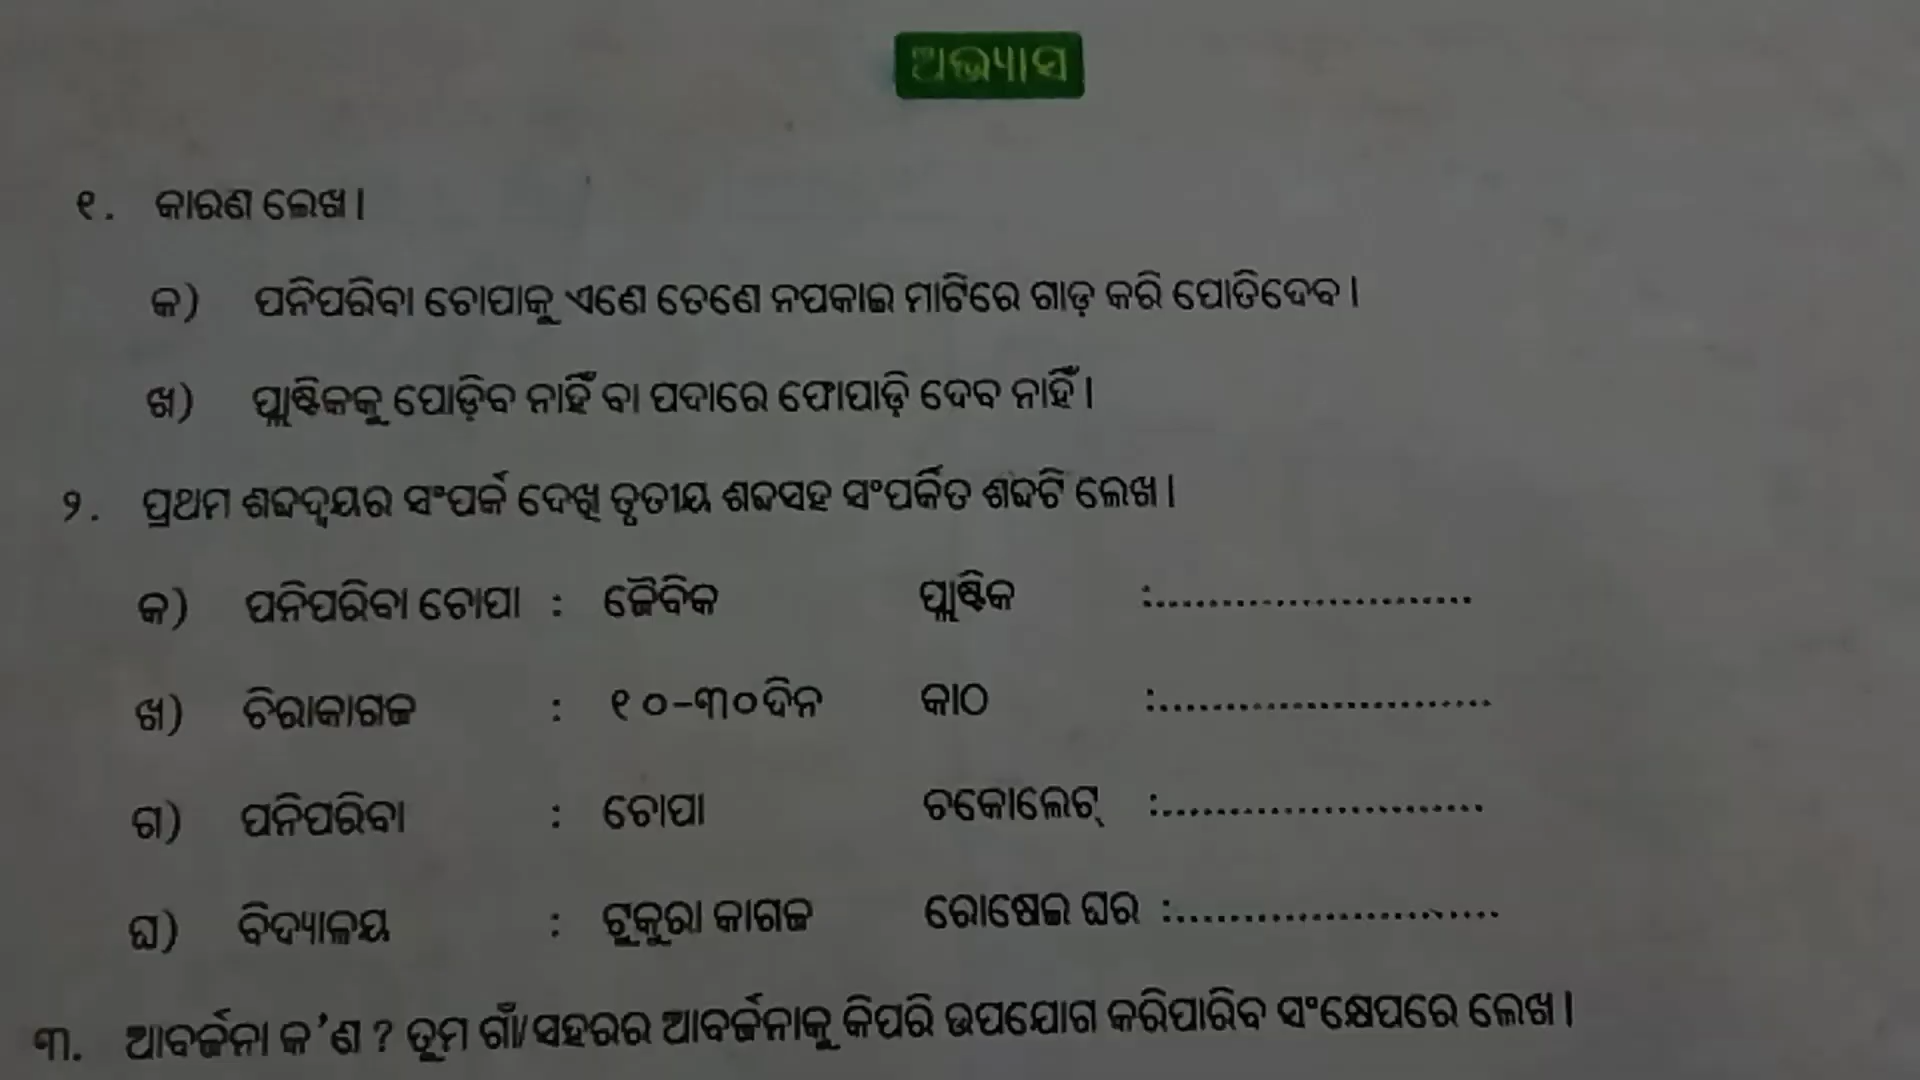 ଅଭ୍ୟାସ
୧. କାରଣ ଲେଖ।
କ) ପନିପରିବା ଚୋପାକୁ ଏଣେ ତେଣେ ନପକାଇ ମାଟିରେ ଗାଡ଼ କରି ପୋତିଦେବ।
ଖ) ପ୍ଲାଷ୍ଟିକକୁ ପୋଡ଼ିବ ନାହିଁ ବା ପଦାରେ ଫୋପାଡ଼ି ଦେବ ନାହିଁ।
୨. ପ୍ରଥମ ଶବ୍ଦଦ୍ୱୟର ସଂପର୍କ ଦେଖି ତୃତୀୟ ଶବ୍ଦସହ ସଂପର୍କିତ ଶବ୍ଦଟି ଲେଖ।
କ) ପନିପରିବା ଚୋପା : ଜୈବିକ ପ୍ଲାଷ୍ଟିକ :........................
ଖ) ଚିରାକାଗଜ : ୧୦-୩୦ଦିନ କାଠ :.........................
ଗ) ପନିପରିବା : ଚୋପା ଚକୋଲେଟ୍ :........................
ଘ) ବିଦ୍ୟାଳୟ : ଟୁକୁରା କାଗଜ ରୋଷେଇ ଘର :........................
୩. ଆବର୍ଜନା କ'ଣ ? ତୁମ ଗାଁ/ସହରର ଆବର୍ଜନାକୁ କିପରି ଉପଯୋଗ କରିପାରିବ ସଂକ୍ଷେପରେ ଲେଖ।